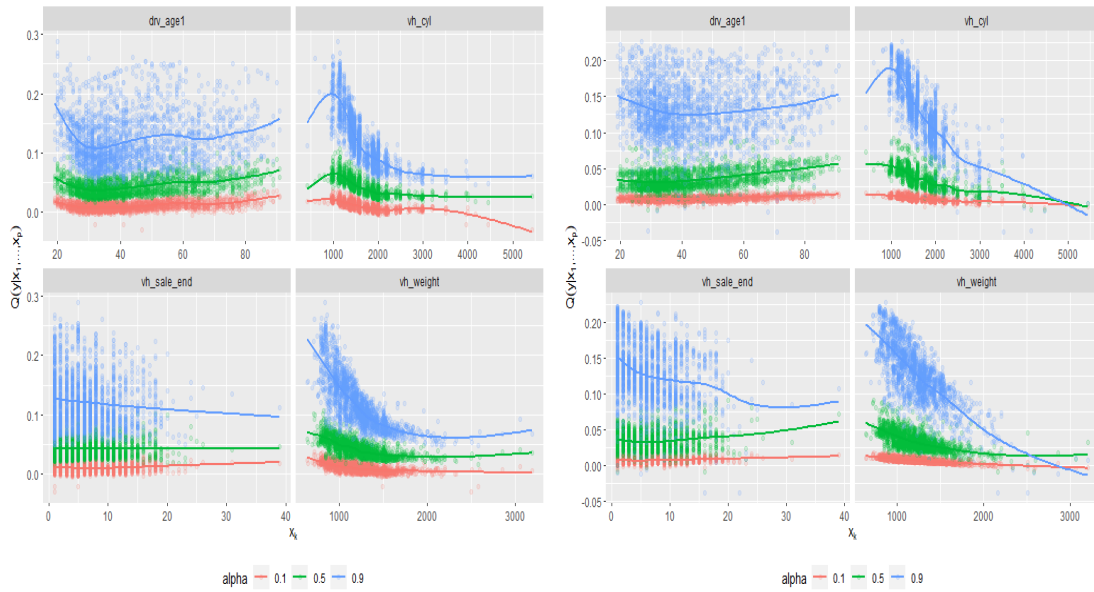 drv_age1
vh_cyl
0.3
0.2
0.1
0.0
20 40 60 80
1000 2000 3000 4000 5000
vh_sale_end
vh_weight
0.3
0.2
0.1
0.0
0 10 20 30 40
1000 2000 3000
Q(y|x1,...,xp)
xk
alpha 0.1 0.5 0.9
drv_age1
vh_cyl
0.20
0.15
0.10
0.05
0.00
-0.05
20 40 60 80
1000 2000 3000 4000 5000
vh_sale_end
vh_weight
0.20
0.15
0.10
0.05
0.00
-0.05
0 10 20 30 40
1000 2000 3000
Q(y|x1,...,xp)
xk
alpha 0.1 0.5 0.9